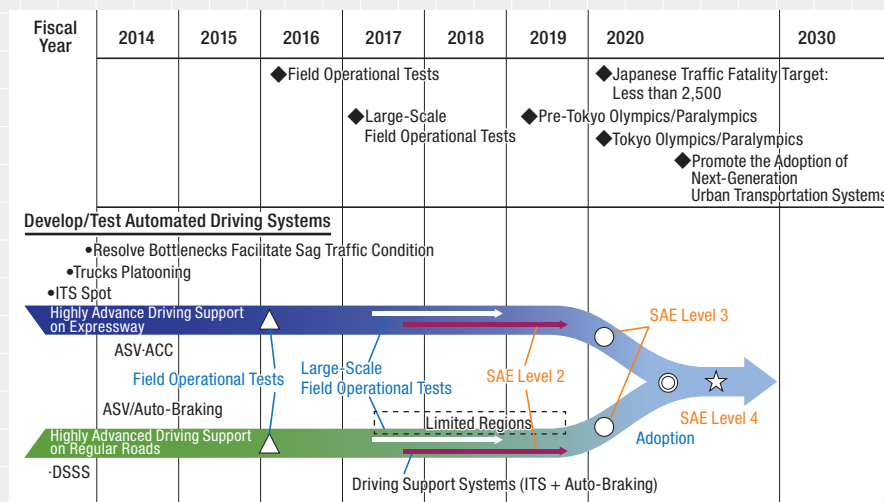 Fiscal
Year
2014
2015
2016
2017
2018
2019
2020
2030
◆Field Operational Tests
◆Japanese Traffic Fatality Target:
Less than 2,500
◆Large-Scale
Field Operational Tests
◆Pre-Tokyo Olympics/Paralympics
◆Tokyo Olympics/Paralympics
◆Promote the Adoption of
Next-Generation
Urban Transportation Systems
Develop/Test Automated Driving Systems
•Resolve Bottlenecks Facilitate Sag Traffic Condition
•Trucks Platooning
•ITS Spot
Highly Advance Driving Support
on Expressway
SAE Level 3
ASV·ACC
Field Operational Tests
Large-Scale
Field Operational Tests
SAE Level 2
ASV/Auto-Braking
Limited Regions
SAE Level 4
Highly Advanced Driving Support
on Regular Roads
Adoption
·DSSS
Driving Support Systems (ITS + Auto-Braking)